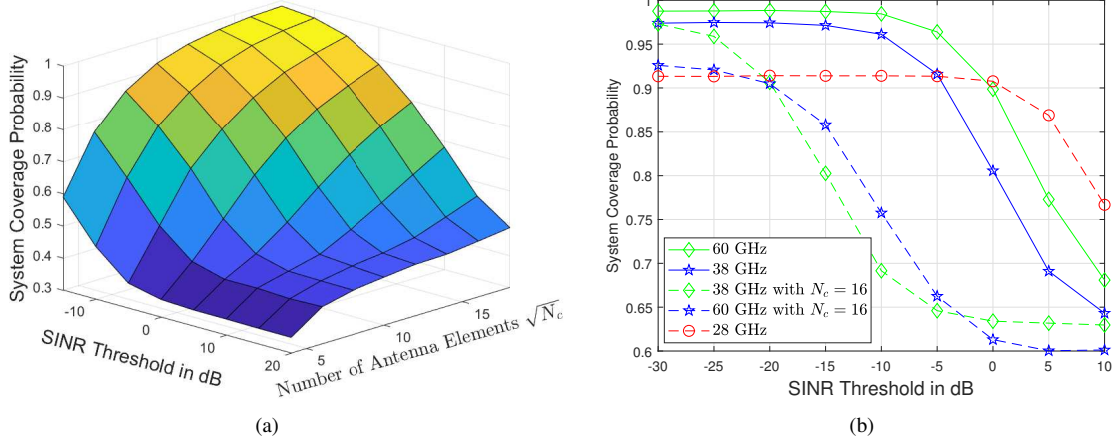 1
0.9
0.8
0.7
0.6
0.5
0.4
0.3
System Coverage Probability
-10
0
10
20
SINR Threshold in dB
5
10
15
Number of Antenna Elements √N_c
(a)
0.95
0.9
0.85
0.8
0.75
0.7
0.65
0.6
System Coverage Probability
60 GHz
38 GHz
38 GHz with N_c = 16
60 GHz with N_c = 16
28 GHz
-30 -25 -20 -15 -10 -5 0 5 10
SINR Threshold in dB
(b)